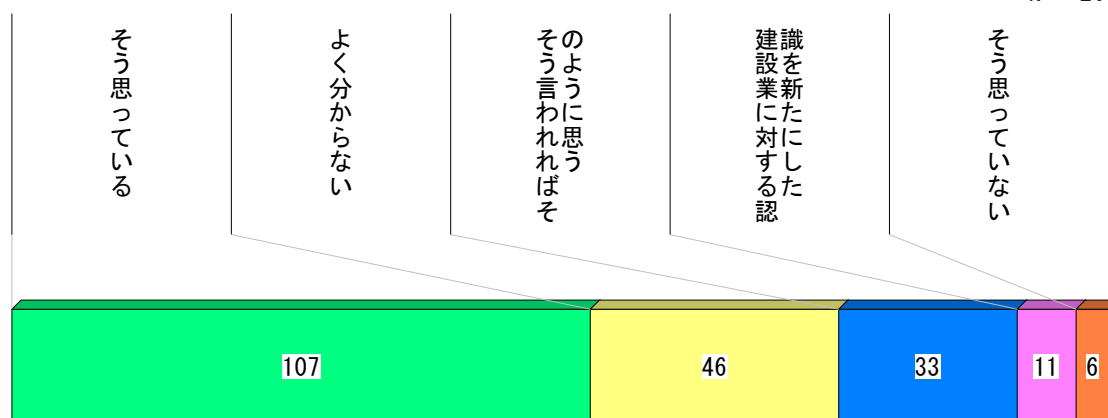 そう思っている
よく分からない
そう言われればそ
のように思う
建設業に対する認
識を新たにした
そう思っていない
107
46
33
11
6